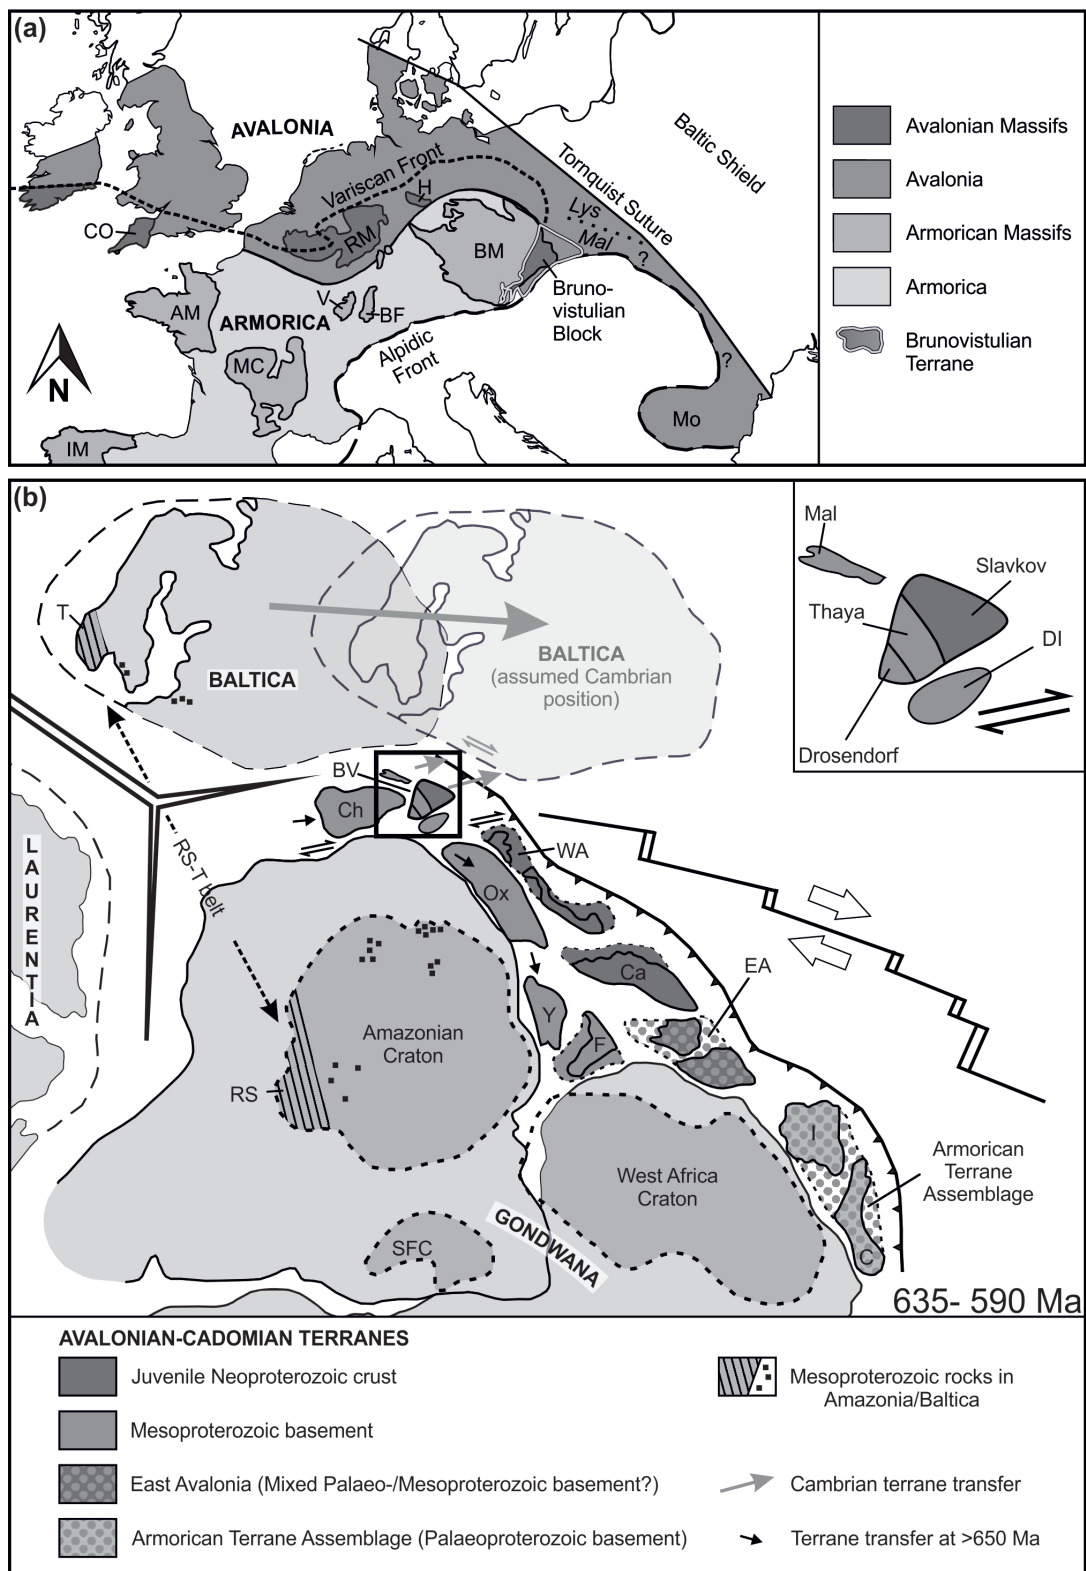 (a)
AVALONIA
Variscan Front
H
CO
RM
Lys
Mal
?
Tornquist Suture
Baltic Shield
BM
Bruno-
vistulian
Block
V
BF
AM
ARMORICA
MC
Alpidic
Front
?
Mo
IM
N
Avalonian Massifs
Avalonia
Armorican Massifs
Armorica
Brunovistulian
Terrane
(b)
T
BALTICA
BALTICA
(assumed Cambrian
position)
Mal
Slavkov
Thaya
DI
Drosendorf
BV
Ch
LAURENTIA
RS-T belt
WA
Ox
Ca
EA
Y
F
Amazonian
Craton
RS
I
Armorican
Terrane
Assemblage
West Africa
Craton
C
GONDWANA
SFC
635- 590 Ma
AVALONIAN-CADOMIAN TERRANES
Juvenile Neoproterozoic crust
Mesoproterozoic basement
East Avalonia (Mixed Palaeo-/Mesoproterozoic basement?)
Armorican Terrane Assemblage (Palaeoproterozoic basement)
Mesoproterozoic rocks in
Amazonia/Baltica
Cambrian terrane transfer
Terrane transfer at >650 Ma